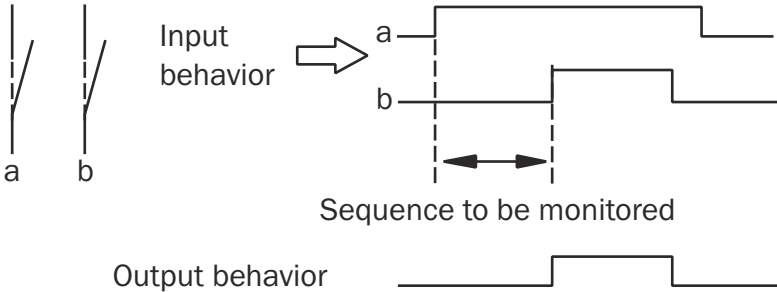 a
b
Input
behavior
a
b
Sequence to be monitored
Output behavior